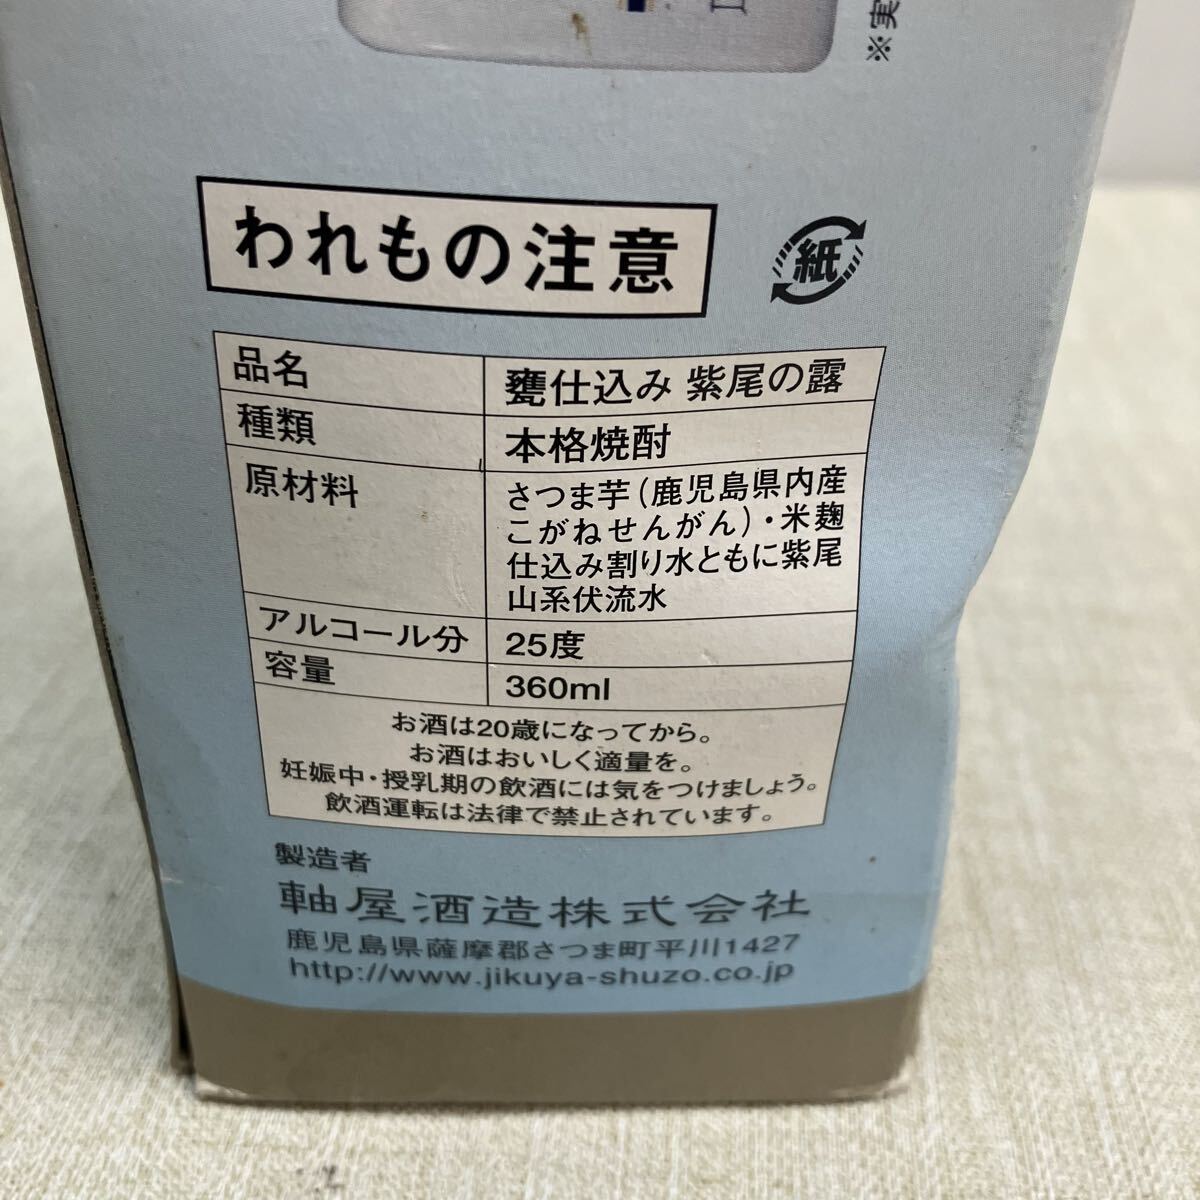 ※実
われもの注意
紙
品名 甕仕込み 紫尾の露
種類 本格焼酎
原材料 さつま芋(鹿児島県内産
こがねせんがん)・米麹
仕込み割り水ともに紫尾
山系伏流水
アルコール分 25度
容量 360ml
お酒は20歳になってから。
お酒はおいしく適量を。
妊娠中・授乳期の飲酒には気をつけましょう。
飲酒運転は法律で禁止されています。
製造者
軸屋酒造株式会社
鹿児島県薩摩郡さつま町平川1427
http://www.jikuya-shuzo.co.jp